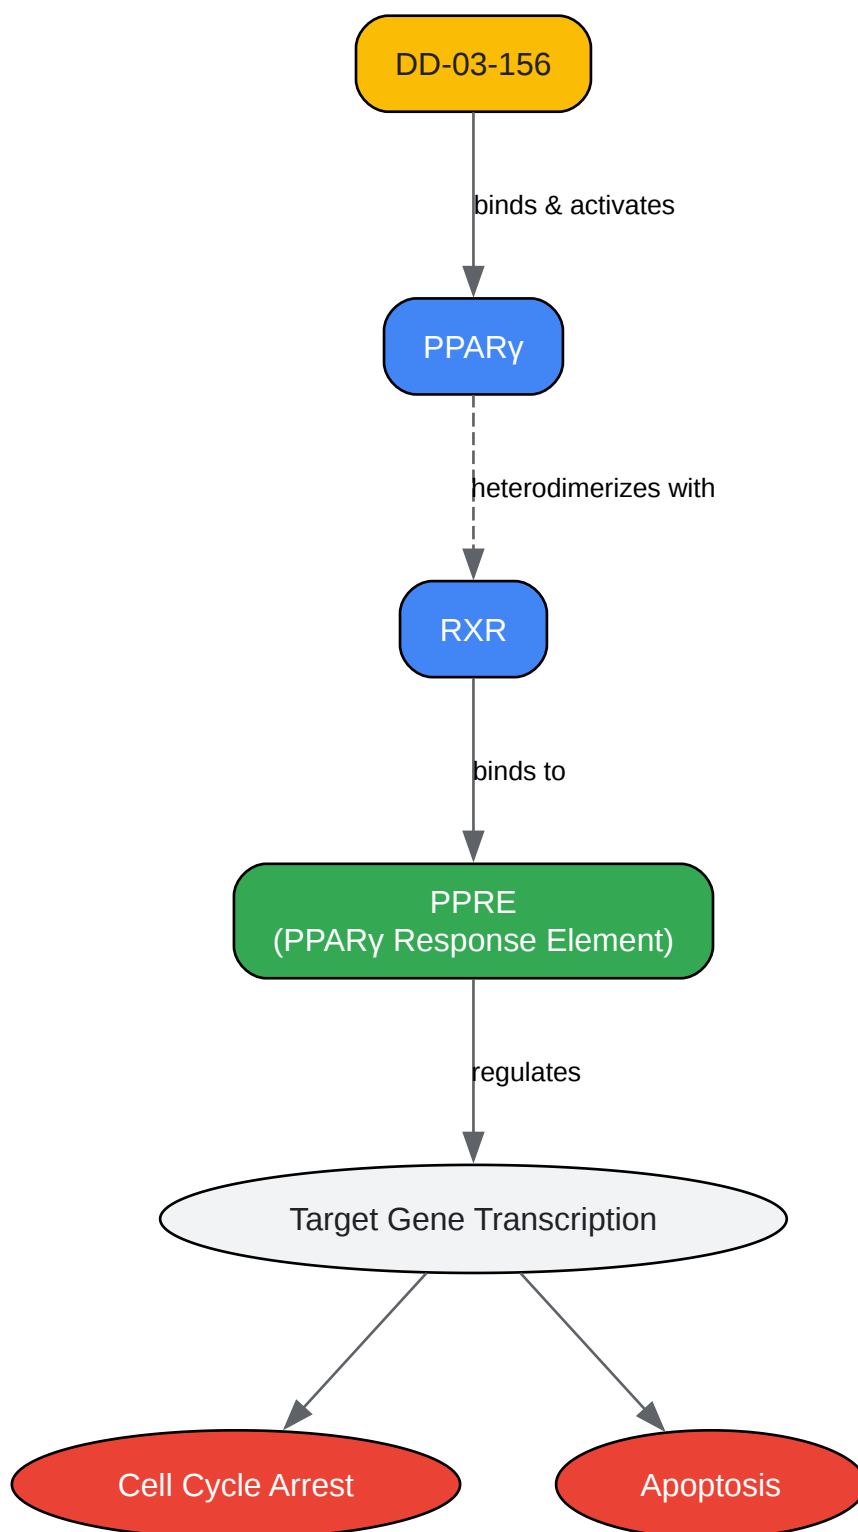 DD-03-156
binds & activates
PPARγ
heterodimerizes with
RXR
binds to
PPRE
(PPARγ Response Element)
regulates
Target Gene Transcription
Cell Cycle Arrest
Apoptosis